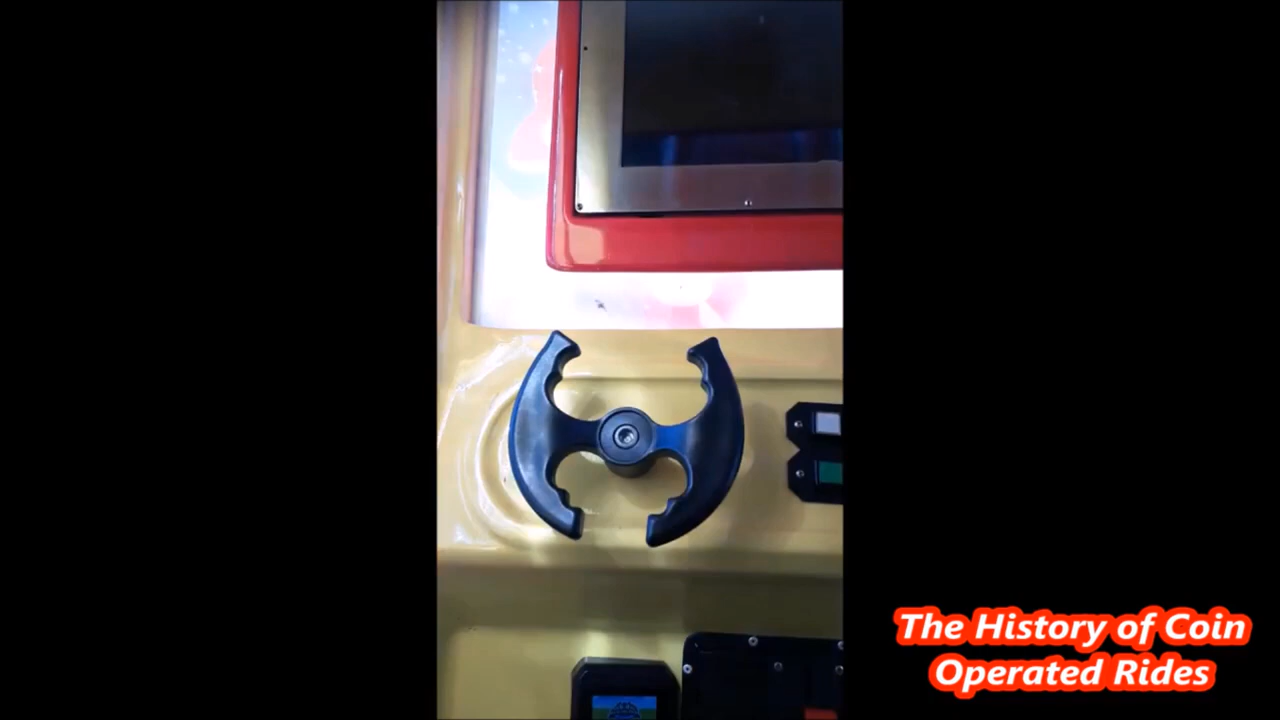 The History of Coin
Operated Rides